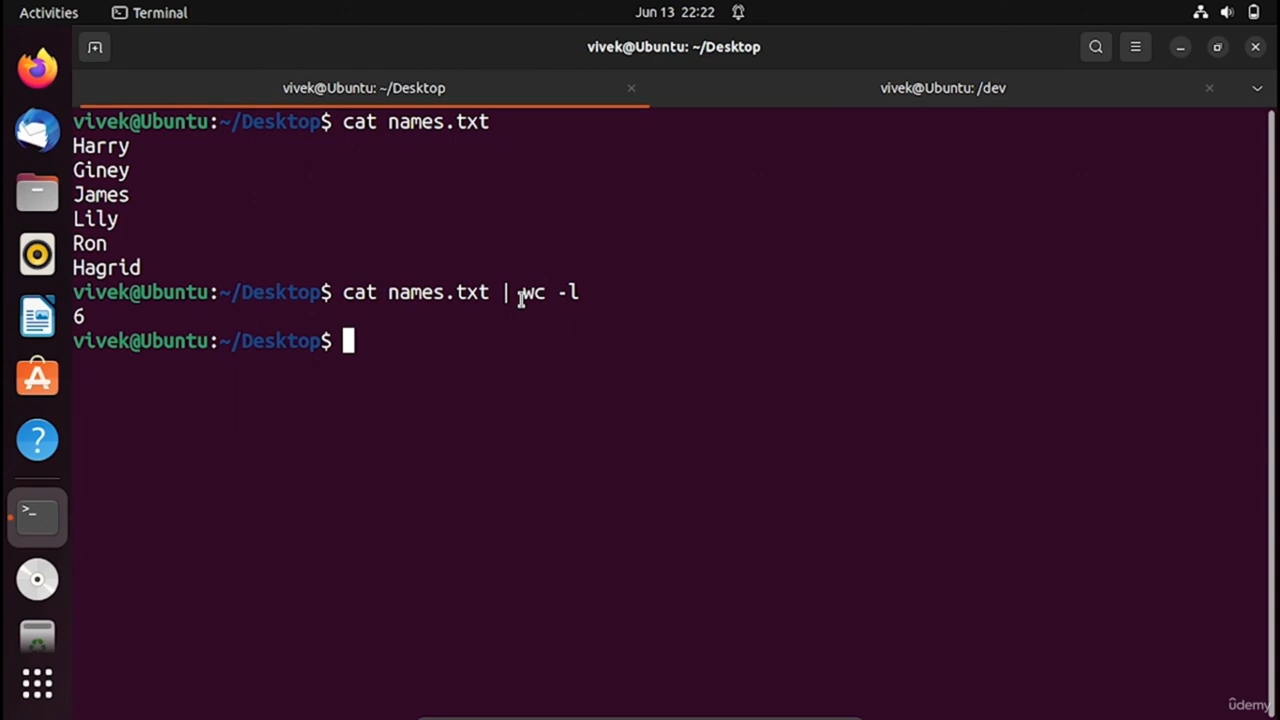 Activities Terminal Jun 13 22:22
vivek@Ubuntu: ~/Desktop
vivek@Ubuntu: ~/Desktop vivek@Ubuntu: /dev
vivek@Ubuntu:~/Desktop$ cat names.txt
Harry
Giney
James
Lily
Ron
Hagrid
vivek@Ubuntu:~/Desktop$ cat names.txt | wc -l
6
vivek@Ubuntu:~/Desktop$
udemy